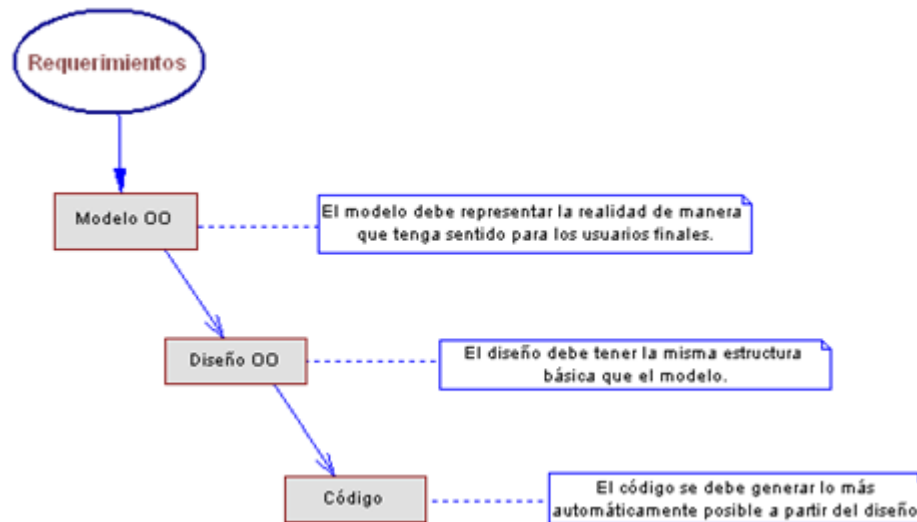 Requerimientos
Modelo OO
El modelo debe representar la realidad de manera
que tenga sentido para los usuarios finales.
Diseño OO
El diseño debe tener la misma estructura
básica que el modelo.
Código
El código se debe generar lo más
automáticamente posible a partir del diseño